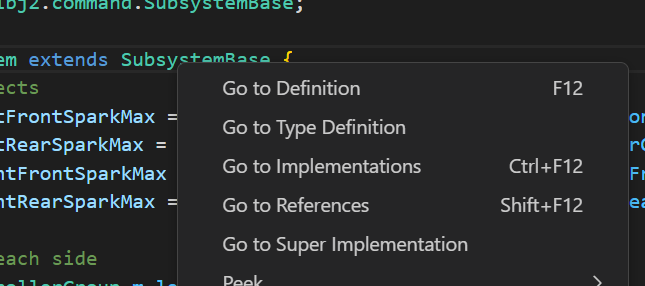 lbj2.command.SubsystemBase;
em extends SubsystemBase {
ects
tFrontSparkMax =
tRearSparkMax =
ntFrontSparkMax
ntRearSparkMax =
each side
Go to Definition F12
Go to Type Definition
Go to Implementations Ctrl+F12
Go to References Shift+F12
Go to Super Implementation
Peek